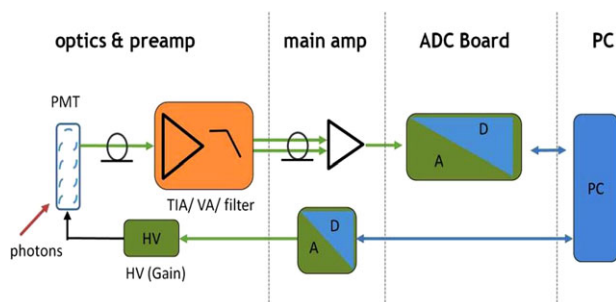 optics & preamp
main amp
ADC Board
PC
PMT
D
A
PC
TIA/ VA/ filter
photons
HV
HV (Gain)
D
A